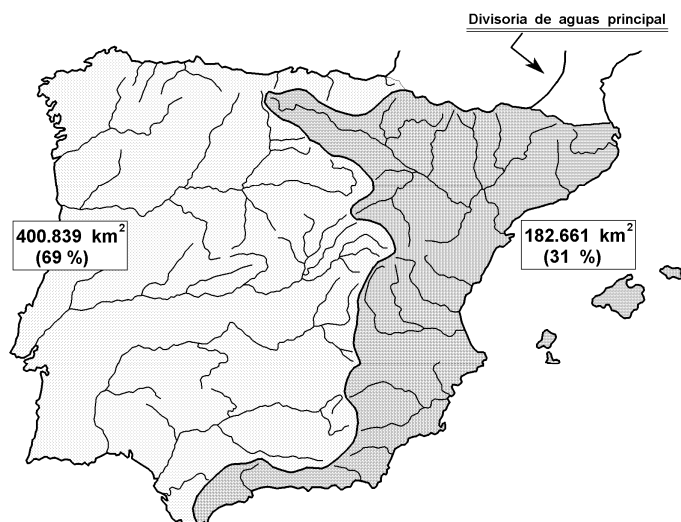 Divisoria de aguas principal
400.839 km²
(69 %)
182.661 km²
(31 %)